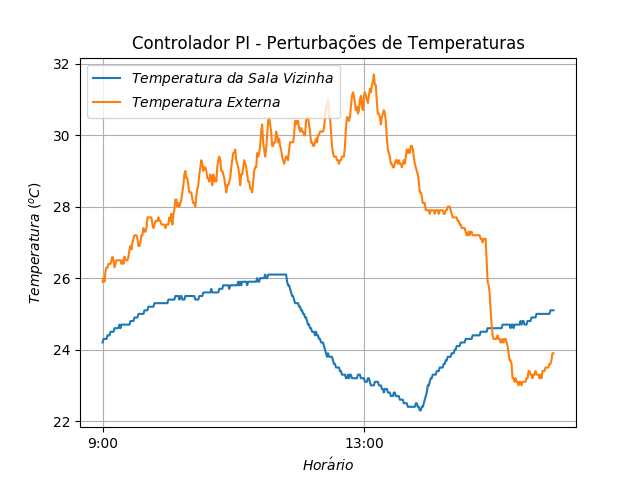 Controlador PI - Perturbações de Temperaturas
Temperatura da Sala Vizinha
Temperatura Externa
Temperatura (ºC)
32
30
28
26
24
22
9:00
13:00
Horário